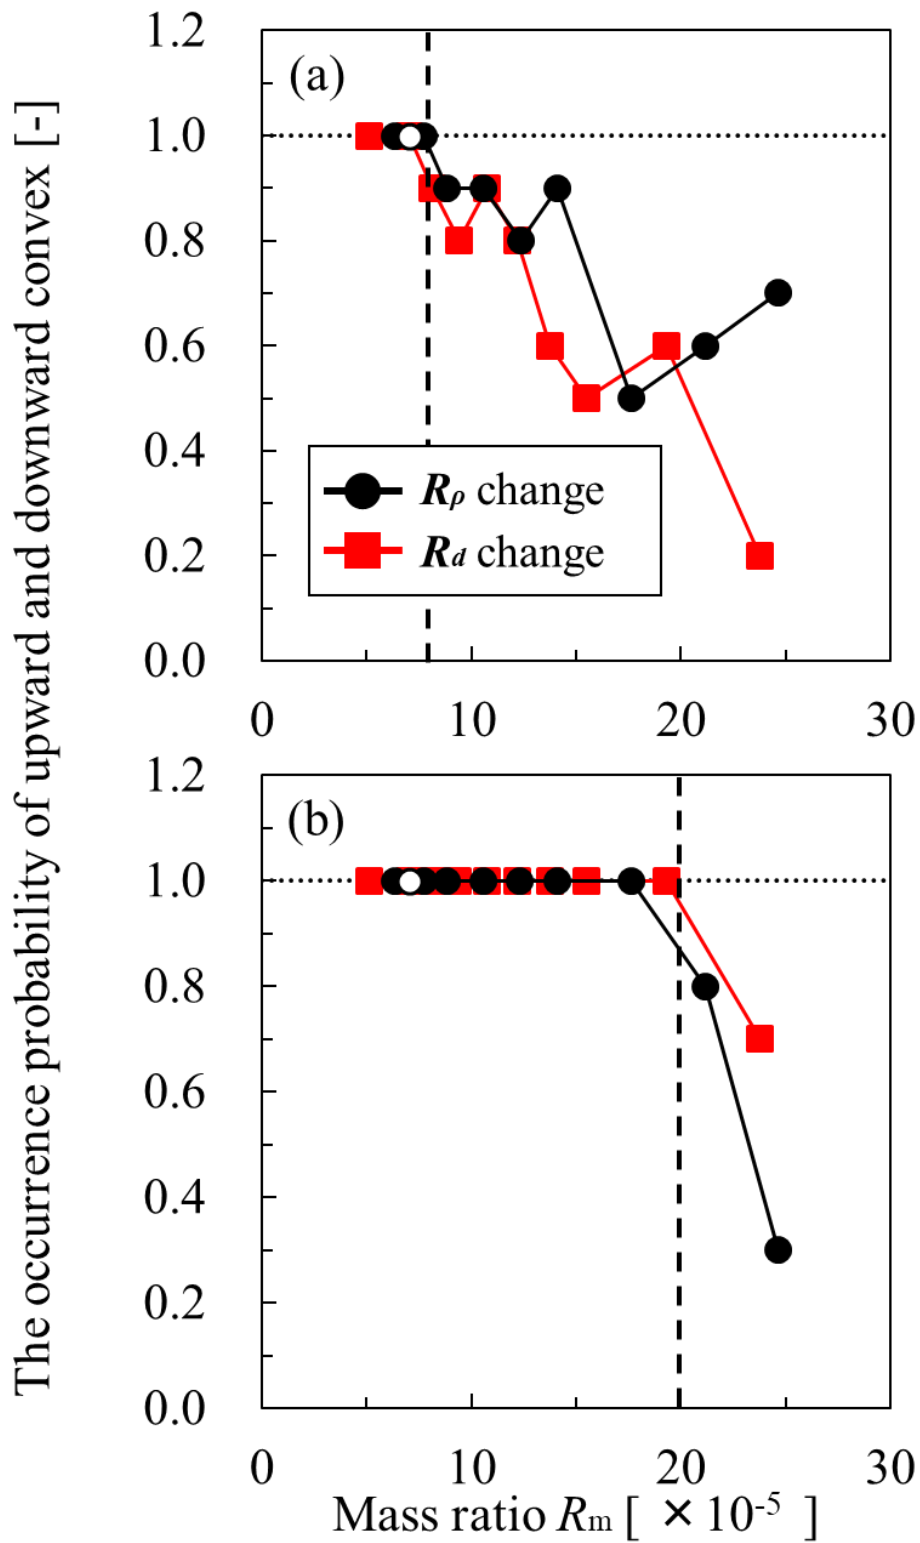 The occurrence probability of upward and downward convex [-]
1.2
(a)
1.0
0.8
0.6
0.4
Rρ change
Rd change
0.2
0.0
0 10 20 30
1.2
(b)
1.0
0.8
0.6
0.4
0.2
0.0
0 10 20 30
Mass ratio Rm [ ×10-5]